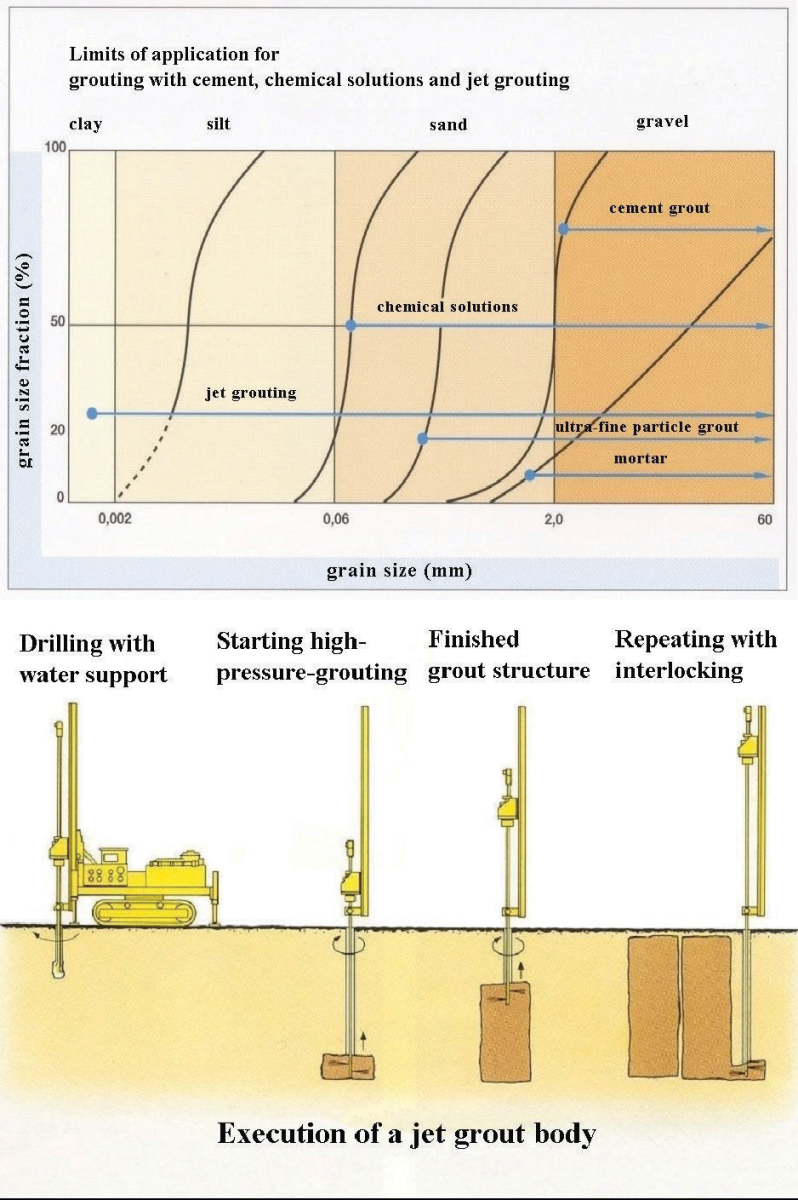 Limits of application for
grouting with cement, chemical solutions and jet grouting
clay silt sand gravel
100
cement grout
chemical solutions
50
jet grouting
20
ultra-fine particle grout
mortar
0
0,002 0,06 2,0 60
grain size fraction (%)
grain size (mm)
Drilling with
water support
Starting high-
pressure-grouting
Finished
grout structure
Repeating with
interlocking
Execution of a jet grout body